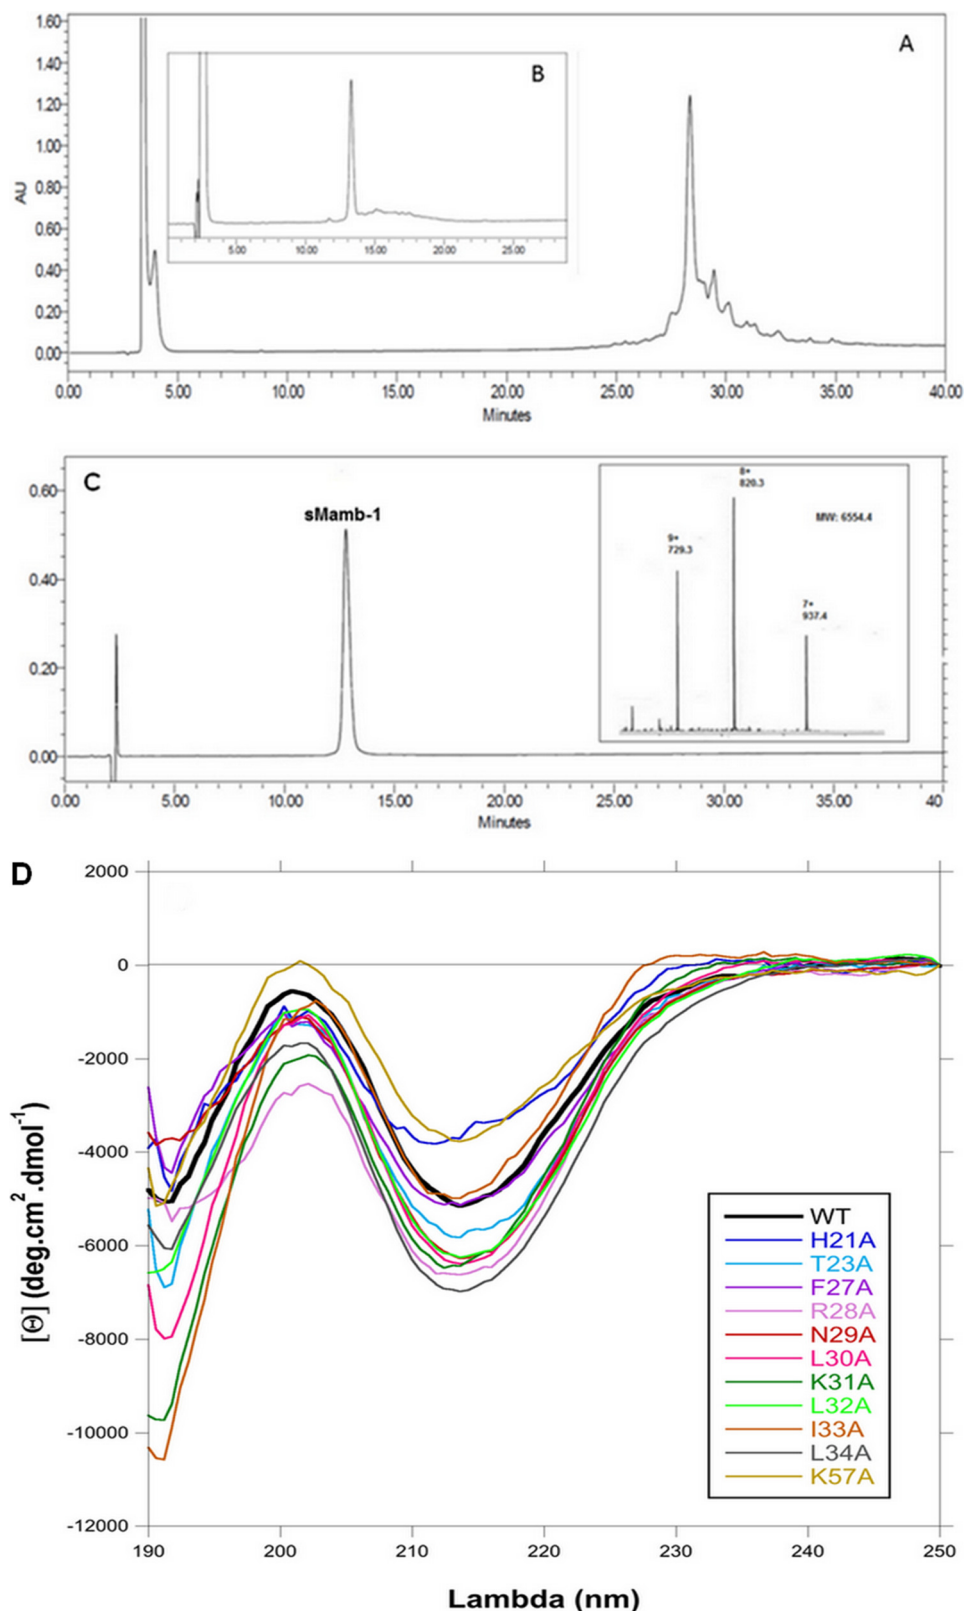 A
1.60
1.40
1.20
1.00
0.80
0.60
0.40
0.20
0.00
AU
B
5.00 10.00 15.00 20.00 25.00
0.00 5.00 10.00 15.00 20.00 25.00 30.00 35.00 40.00
Minutes
C
0.60
0.40
0.20
0.00
sMamb-1
8+
820.3
MW: 6554.4
9+
729.3
7+
937.4
0.00 5.00 10.00 15.00 20.00 25.00 30.00 35.00 40
Minutes
D
2000
0
-2000
-4000
-6000
-8000
-10000
-12000
[Θ] (deg.cm².dmol⁻¹)
WT
H21A
T23A
F27A
R28A
N29A
L30A
K31A
L32A
I33A
L34A
K57A
190 200 210 220 230 240 250
Lambda (nm)